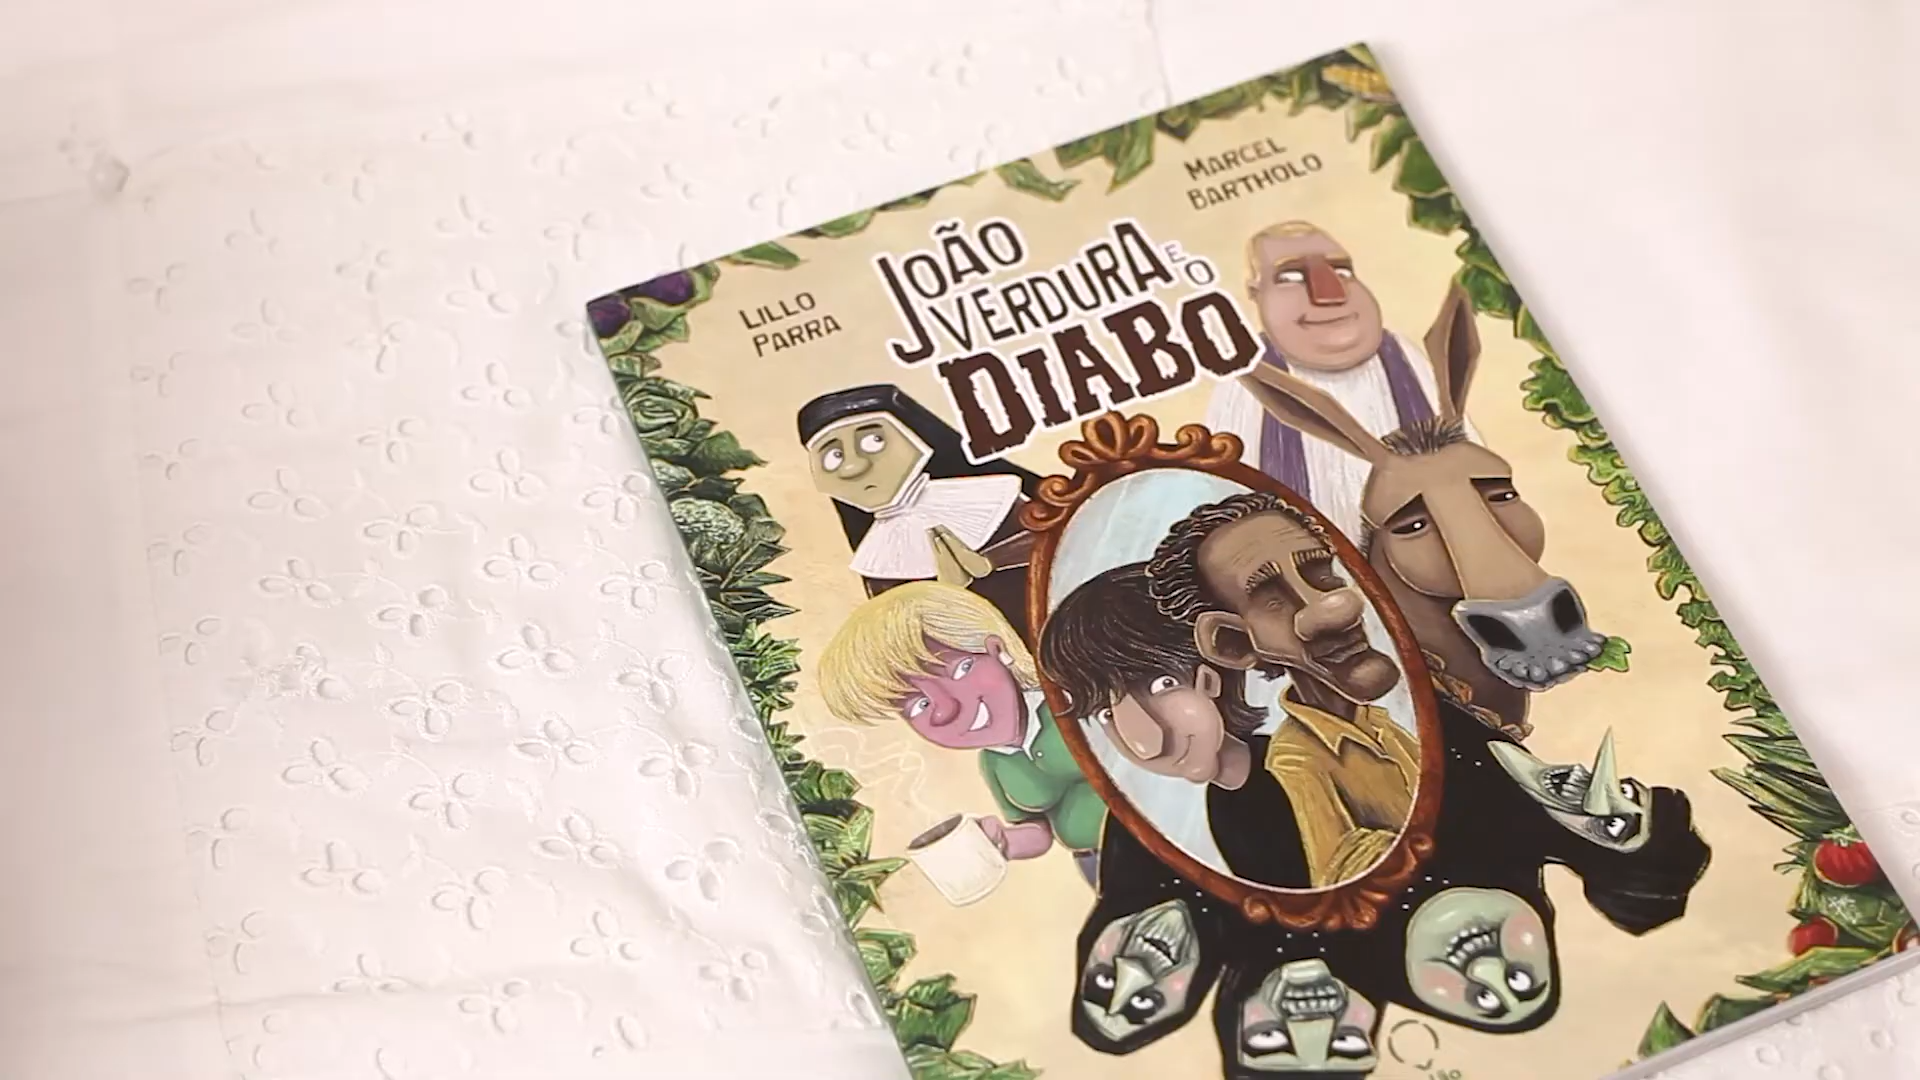 LILLO
PARRA
MARCEL
BARTHOLO
JOÃO
VERDURA E O
DIABO